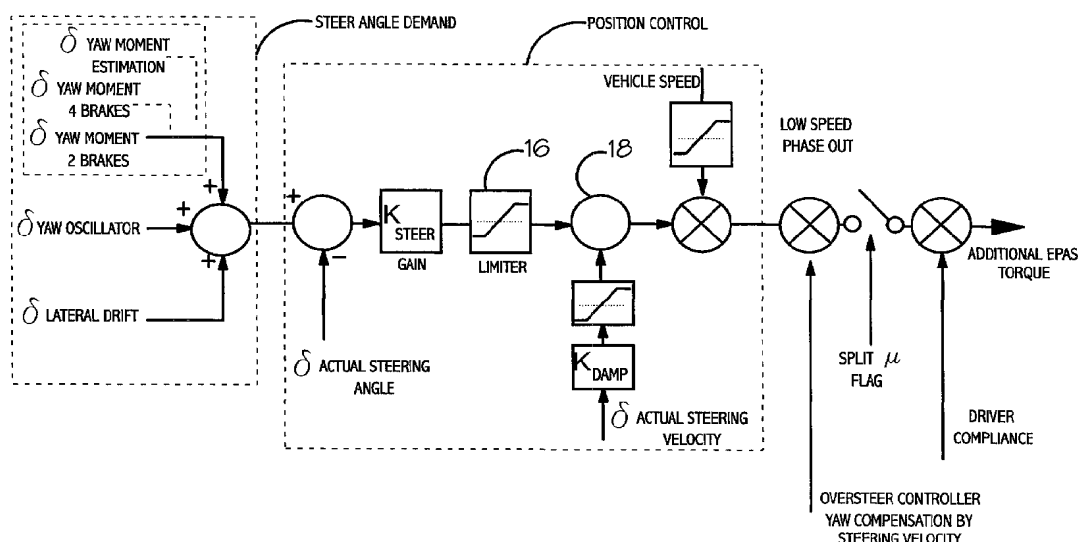 STEER ANGLE DEMAND
POSITION CONTROL
δ YAW MOMENT
ESTIMATION
δ YAW MOMENT
4 BRAKES
δ YAW MOMENT
2 BRAKES
+
+
+
δ YAW OSCILLATOR
δ LATERAL DRIFT
+
−
δ ACTUAL STEERING
ANGLE
K STEER
GAIN
16
LIMITER
18
K DAMP
δ ACTUAL STEERING
VELOCITY
VEHICLE SPEED
LOW SPEED
PHASE OUT
ADDITIONAL EPAS
TORQUE
SPLIT μ
FLAG
DRIVER
COMPLIANCE
OVERSTEER CONTROLLER
YAW COMPENSATION BY
STEERING VELOCITY